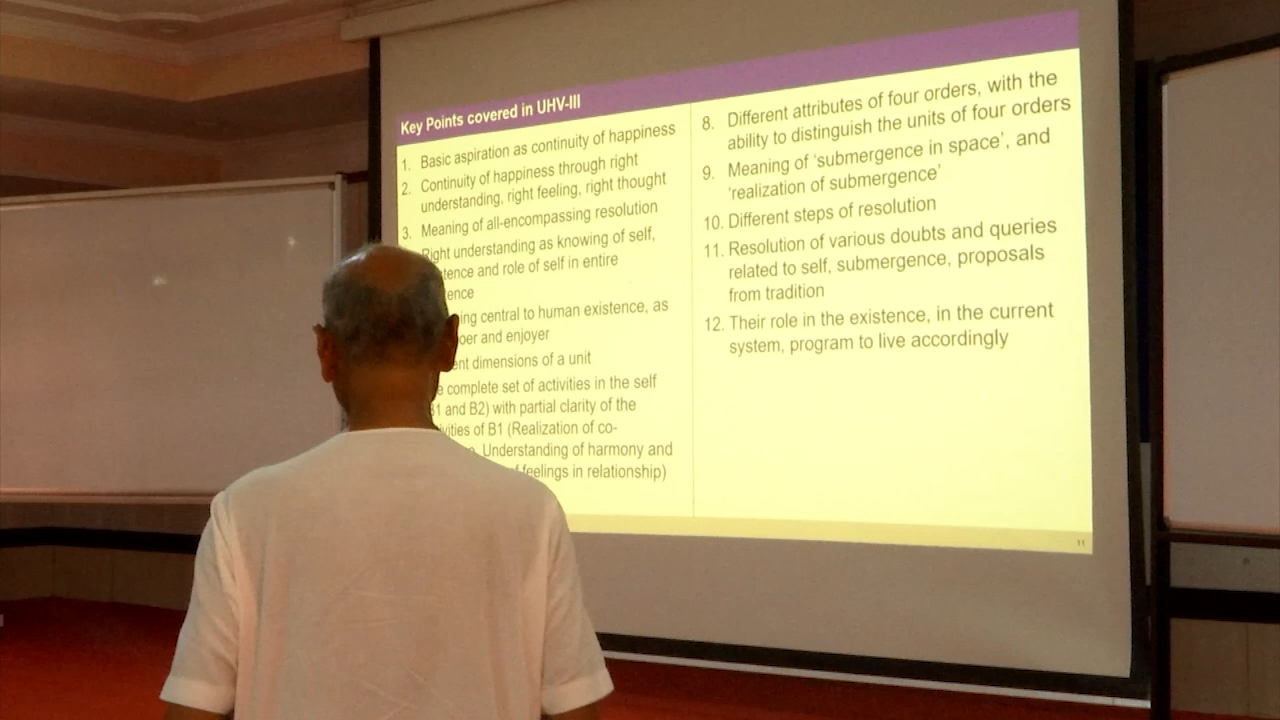 Key Points covered in UHV-III
1. Basic aspiration as continuity of happiness
2. Continuity of happiness through right
understanding, right feeling, right thought
3. Meaning of all-encompassing resolution
Right understanding as knowing of self,
tence and role of self in entire
ence
ing central to human existence, as
oer and enjoyer
ent dimensions of a unit
e complete set of activities in the self
B1 and B2) with partial clarity of the
ivities of B1 (Realization of co-
Understanding of harmony and
of feelings in relationship)
8. Different attributes of four orders, with the
ability to distinguish the units of four orders
9. Meaning of ‘submergence in space’, and
‘realization of submergence’
10. Different steps of resolution
11. Resolution of various doubts and queries
related to self, submergence, proposals
from tradition
12. Their role in the existence, in the current
system, program to live accordingly
11